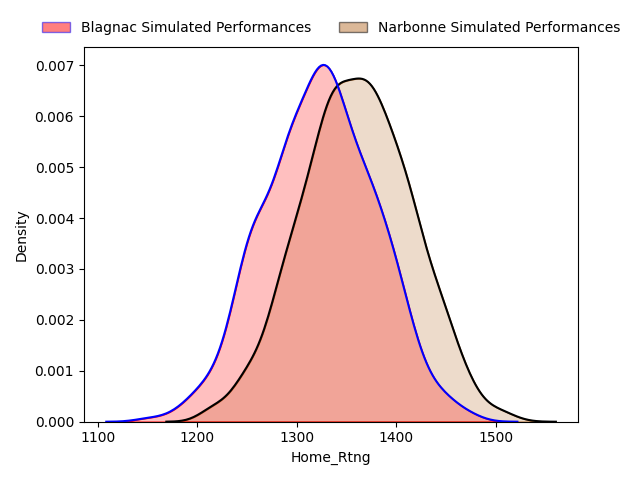 Blagnac Simulated Performances
Narbonne Simulated Performances
0.007
0.006
0.005
0.004
0.003
0.002
0.001
0.000
Density
1100 1200 1300 1400 1500
Home_Rtng